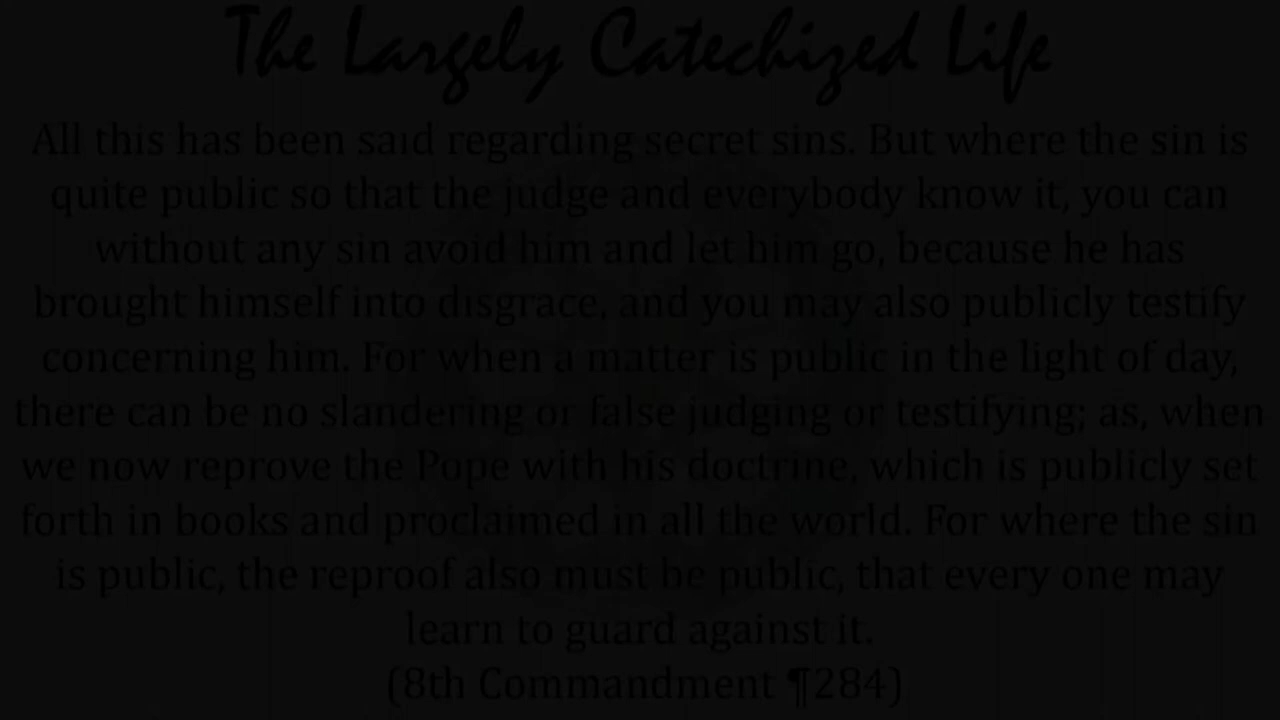 The Largely Catechized Life
All this has been said regarding secret sins. But where the sin is
quite public so that the judge and everybody know it, you can
without any sin avoid him and let him go, because he has
brought himself into disgrace, and you may also publicly testify
concerning him. For when a matter is public in the light of day,
there can be no slandering or false judging or testifying; as, when
we now reprove the Pope with his doctrine, which is publicly set
forth in books and proclaimed in all the world. For where the sin
is public, the reproof also must be public, that every one may
learn to guard against it.
(8th Commandment ¶284)